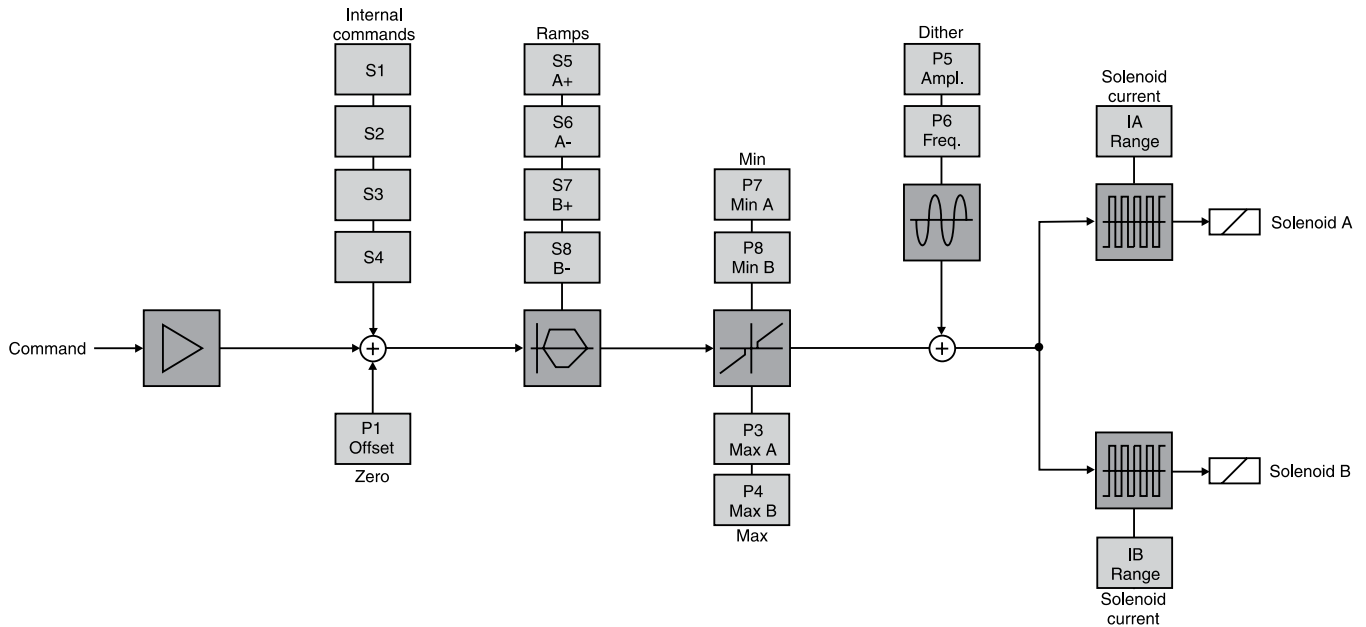 Internal
commands
S1
S2
S3
S4
Ramps
S5
A+
S6
A-
S7
B+
S8
B-
Min
P7
Min A
P8
Min B
Dither
P5
Ampl.
P6
Freq.
Solenoid
current
IA
Range
Solenoid A
Command
+
+
P1
Offset
Zero
P3
Max A
P4
Max B
Max
Solenoid B
IB
Range
Solenoid
current